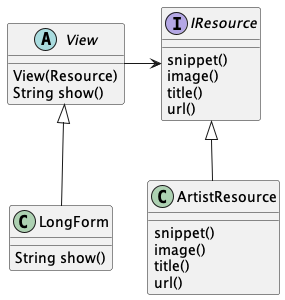 A View
View(Resource)
String show()
I IResource
snippet()
image()
title()
url()
C LongForm
String show()
C ArtistResource
snippet()
image()
title()
url()